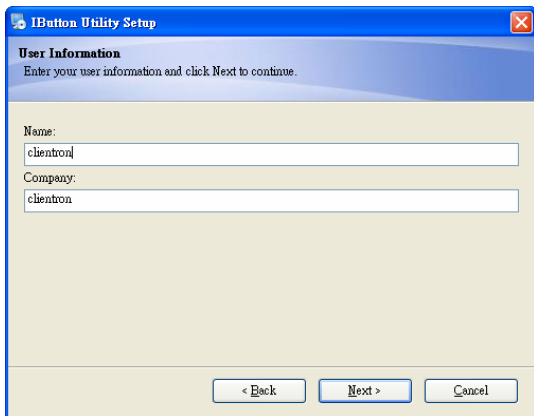 IButton Utility Setup
User Information
Enter your user information and click Next to continue.
Name:
clientron
Company:
clientron
< Back
Next >
Cancel